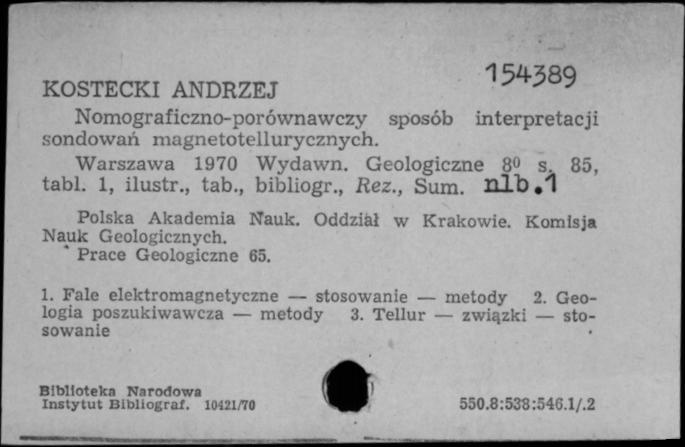 154389
KOSTECKI ANDRZEJ
Nomograficzno-porównawczy sposób interpretacji
sondowań magnetotellurycznych.
Warszawa 1970 Wydawn. Geologiczne 8⁰ s. 85,
tabl. 1, ilustr., tab., bibliogr., Rez., Sum. nlb.1
Polska Akademia Nauk. Oddział w Krakowie. Komisja
Nauk Geologicznych.
Prace Geologiczne 65.
1. Fale elektromagnetyczne — stosowanie — metody 2. Geo-
logia poszukiwawcza — metody 3. Tellur — związki — sto-
sowanie
Biblioteka Narodowa
Instytut Bibliograf. 10421/70
550.8:538:546.1/.2